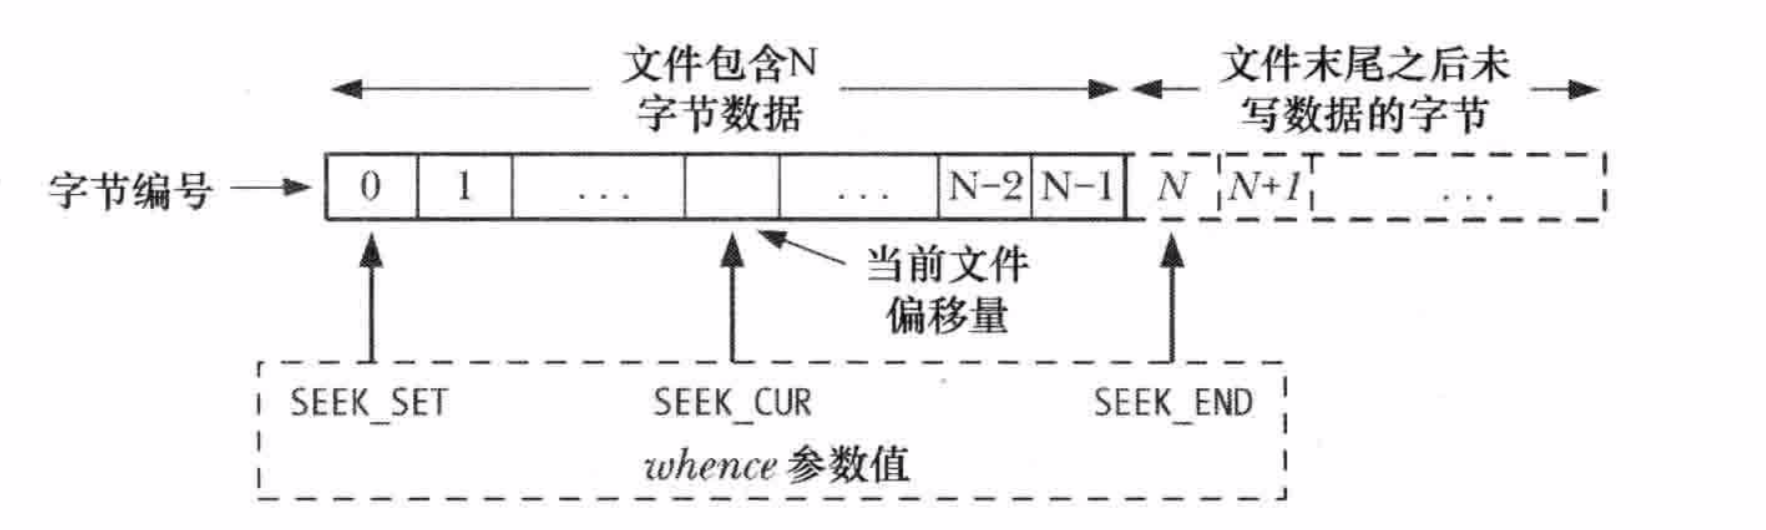 文件包含N
字节数据
文件末尾之后未
写数据的字节
字节编号
0 1 ... ... N-2 N-1 N N+1 ...
当前文件
偏移量
SEEK_SET SEEK_CUR SEEK_END
whence 参数值